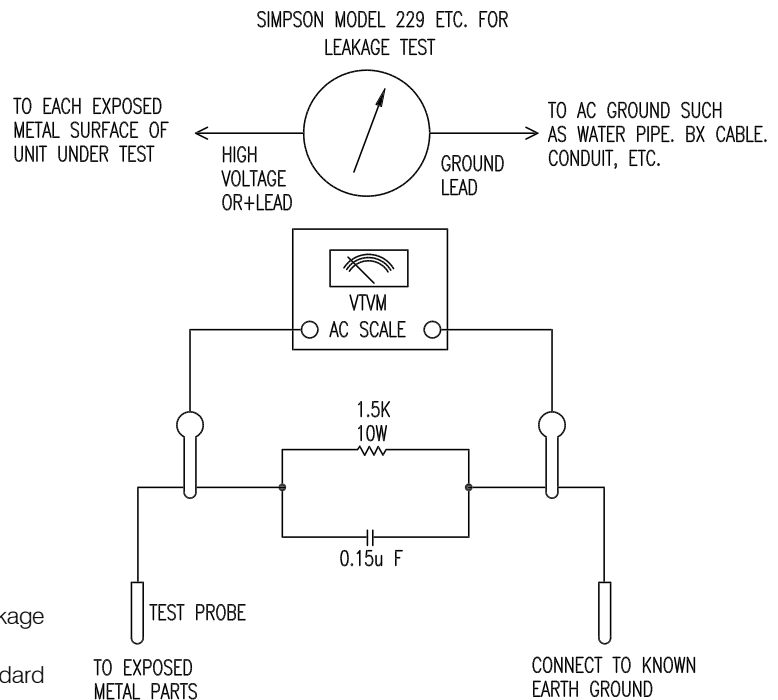 SIMPSON MODEL 229 ETC. FOR
LEAKAGE TEST
TO EACH EXPOSED
METAL SURFACE OF
UNIT UNDER TEST
HIGH
VOLTAGE
OR+LEAD
GROUND
LEAD
TO AC GROUND SUCH
AS WATER PIPE. BX CABLE.
CONDUIT, ETC.
VTVM
AC SCALE
1.5K
10W
0.15u F
TEST PROBE
kage
dard
TO EXPOSED
METAL PARTS
CONNECT TO KNOWN
EARTH GROUND